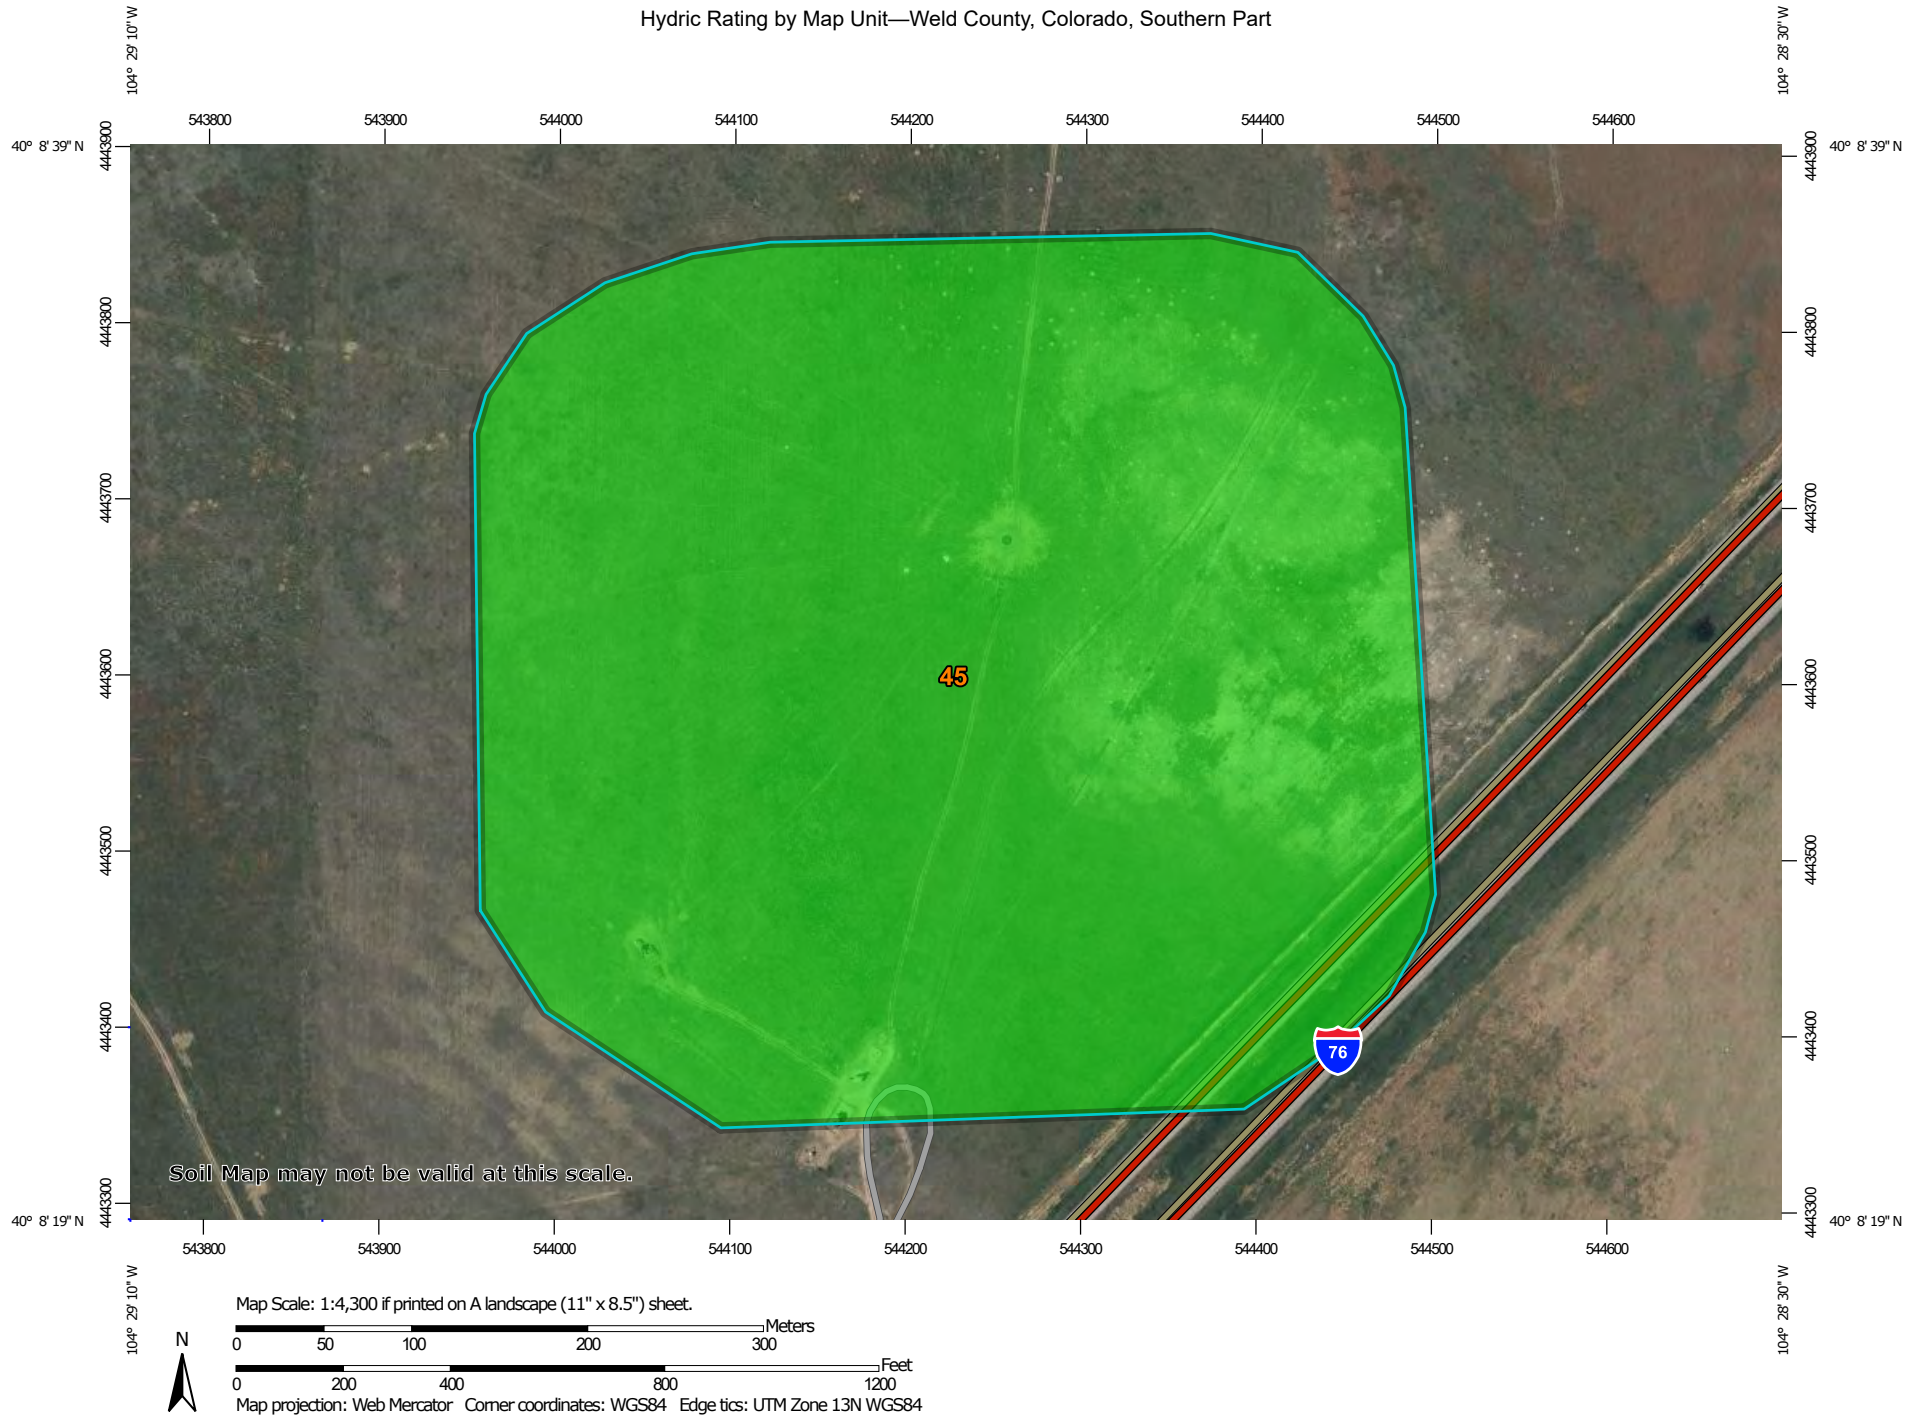 Hydric Rating by Map Unit—Weld County, Colorado, Southern Part
104° 29' 10" W
104° 28' 30" W
543800 543900 544000 544100 544200 544300 544400 544500 544600
40° 8' 39" N
40° 8' 39" N
4443900
4443900
4443800
4443800
4443700
4443700
4443600
4443600
45
4443500
4443500
4443400
4443400
76
Soil Map may not be valid at this scale.
4443300
4443300
40° 8' 19" N
40° 8' 19" N
543800 543900 544000 544100 544200 544300 544400 544500 544600
104° 29' 10" W
104° 28' 30" W
Map Scale: 1:4,300 if printed on A landscape (11" x 8.5") sheet.
Meters
N
0 50 100 200 300
Feet
0 200 400 800 1200
Map projection: Web Mercator Corner coordinates: WGS84 Edge tics: UTM Zone 13N WGS84